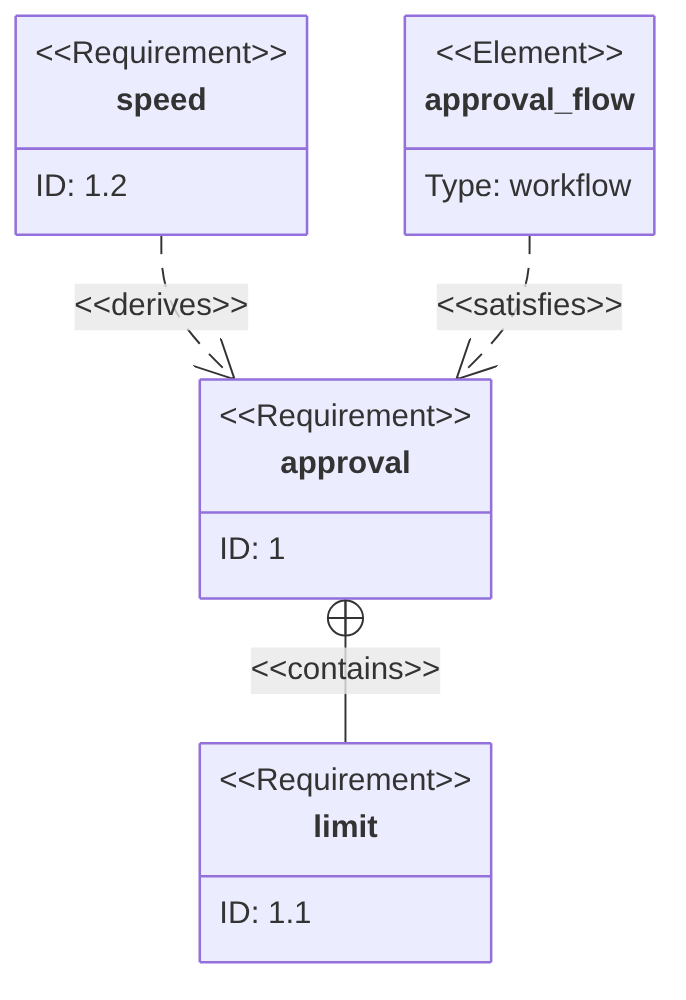 <<Requirement>>
speed
ID: 1.2
<<Element>>
approval_flow
Type: workflow
<<derives>>
<<satisfies>>
<<Requirement>>
approval
ID: 1
<<contains>>
<<Requirement>>
limit
ID: 1.1